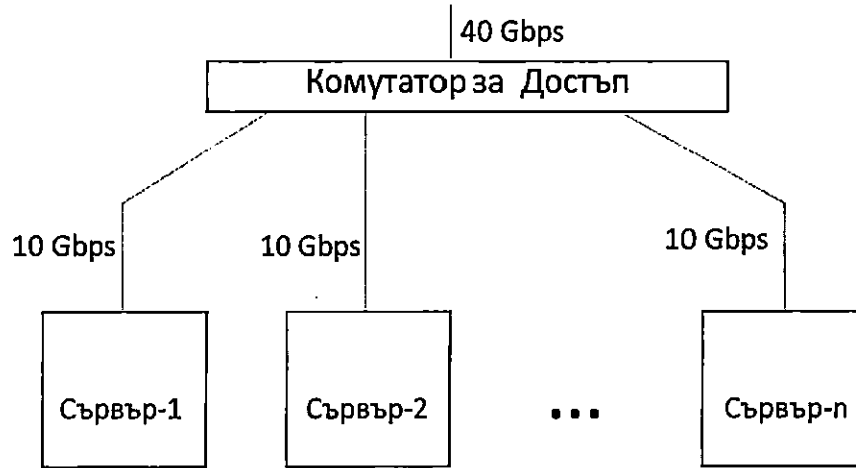 40 Gbps
Комутатор за Достъп
10 Gbps
10 Gbps
10 Gbps
Сървър-1
Сървър-2
...
Сървър-n